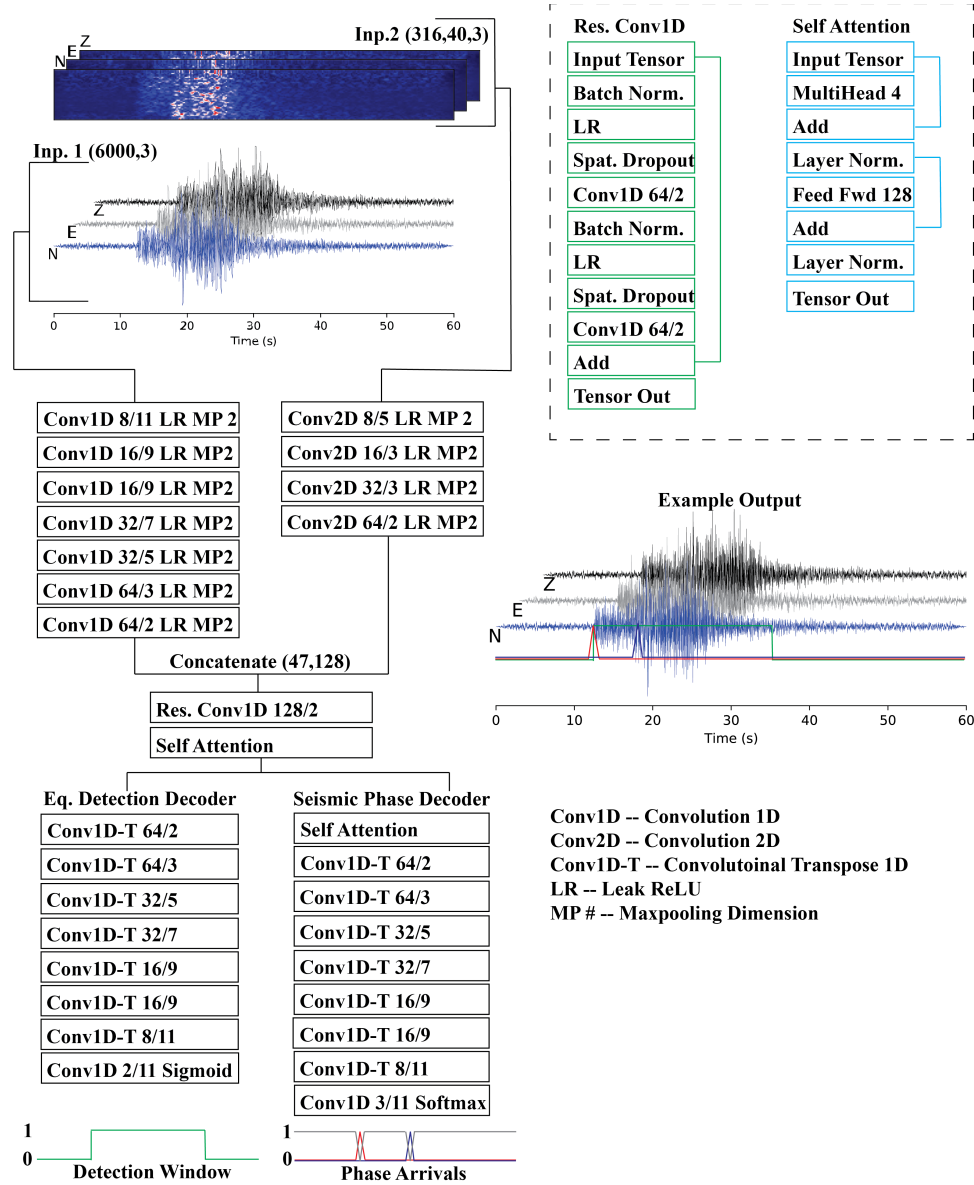 Inp.2 (316,40,3)
Z
E
N
Inp. 1 (6000,3)
Z
E
N
0 10 20 30 40 50 60
Time (s)
Res. Conv1D
Input Tensor
Batch Norm.
LR
Spat. Dropout
Conv1D 64/2
Batch Norm.
LR
Spat. Dropout
Conv1D 64/2
Add
Tensor Out
Self Attention
Input Tensor
MultiHead 4
Add
Layer Norm.
Feed Fwd 128
Add
Layer Norm.
Tensor Out
Conv1D 8/11 LR MP 2
Conv1D 16/9 LR MP2
Conv1D 16/9 LR MP2
Conv1D 32/7 LR MP2
Conv1D 32/5 LR MP2
Conv1D 64/3 LR MP2
Conv1D 64/2 LR MP2
Conv2D 8/5 LR MP 2
Conv2D 16/3 LR MP2
Conv2D 32/3 LR MP2
Conv2D 64/2 LR MP2
Concatenate (47,128)
Res. Conv1D 128/2
Self Attention
Example Output
Z
E
N
0 10 20 30 40 50 60
Time (s)
Eq. Detection Decoder
Conv1D-T 64/2
Conv1D-T 64/3
Conv1D-T 32/5
Conv1D-T 32/7
Conv1D-T 16/9
Conv1D-T 16/9
Conv1D-T 8/11
Conv1D 2/11 Sigmoid
1
0
Detection Window
Seismic Phase Decoder
Self Attention
Conv1D-T 64/2
Conv1D-T 64/3
Conv1D-T 32/5
Conv1D-T 32/7
Conv1D-T 16/9
Conv1D-T 16/9
Conv1D-T 8/11
Conv1D 3/11 Softmax
1
0
Phase Arrivals
Conv1D -- Convolution 1D
Conv2D -- Convolution 2D
Conv1D-T -- Convolutoinal Transpose 1D
LR -- Leak ReLU
MP # -- Maxpooling Dimension